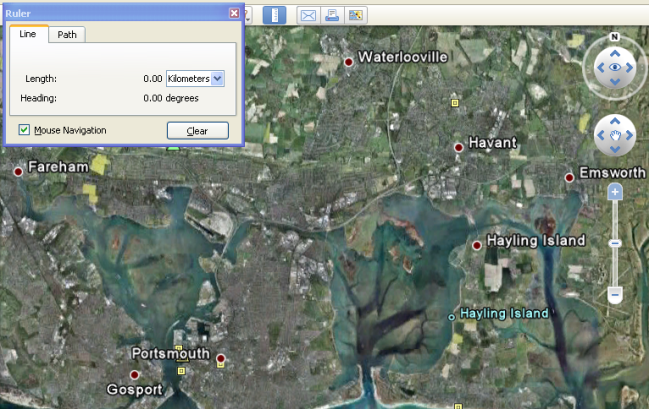 Ruler
Line Path
Length: 0.00 Kilometers
Heading: 0.00 degrees
Mouse Navigation Clear
N
Waterlooville
Havant
Fareham
Emsworth
Hayling Island
Hayling Island
Portsmouth
Gosport